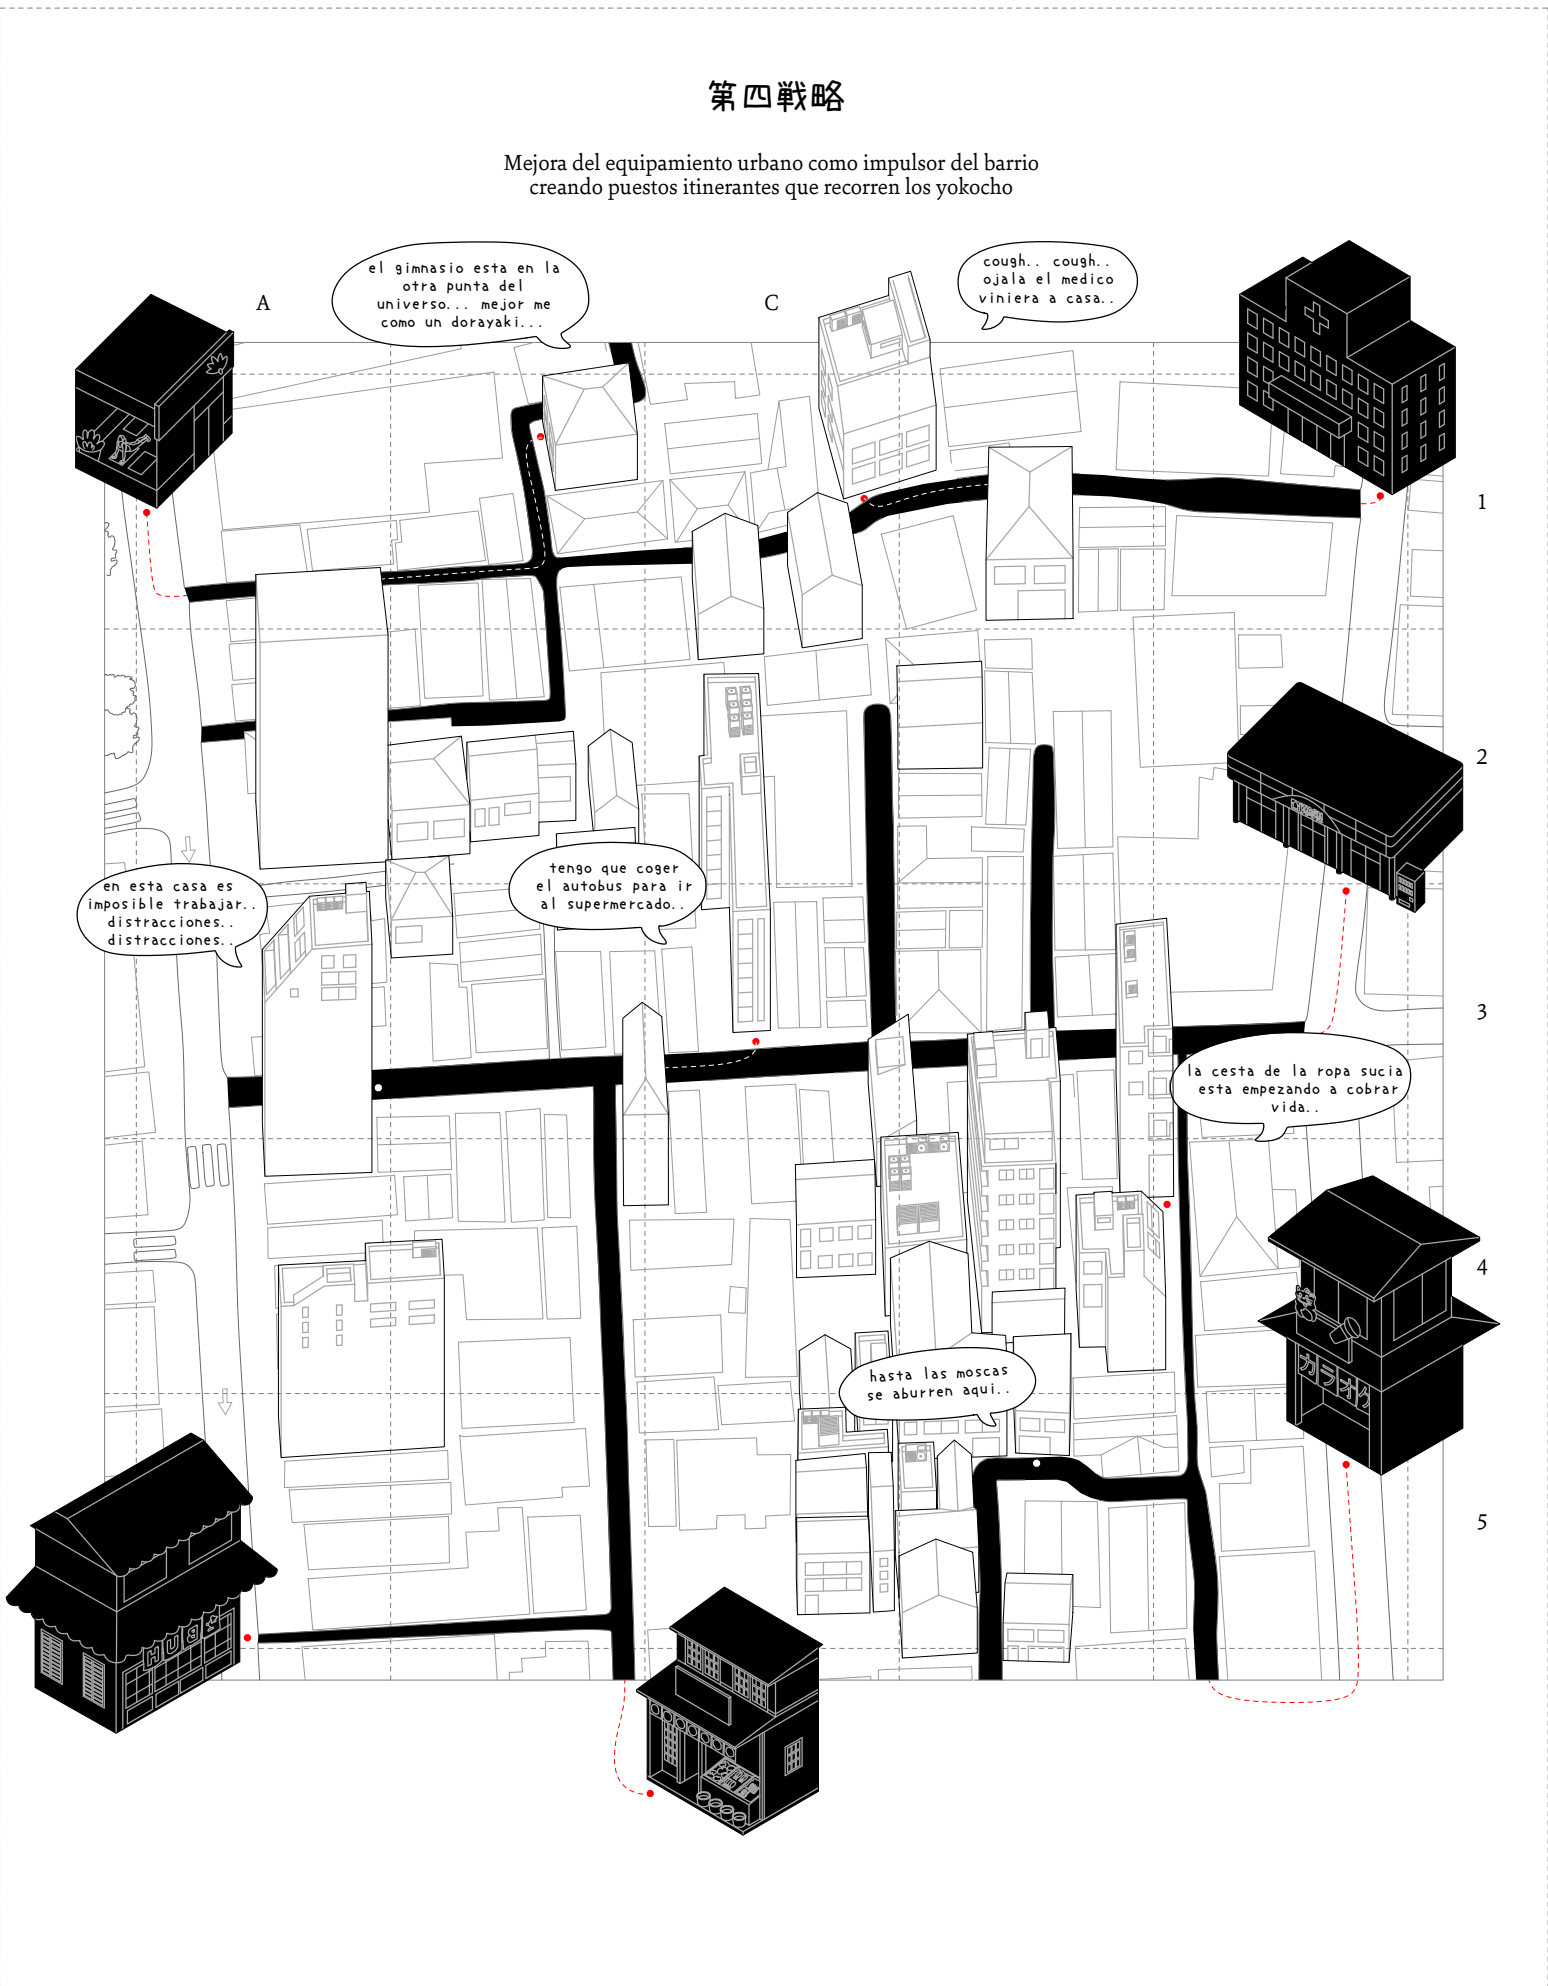 第四戦略
Mejora del equipamiento urbano como impulsor del barrio
creando puestos itinerantes que recorren los yokocho
el gimnasio esta en la
otra punta del
universo... mejor me
como un dorayaki...
cough.. cough..
ojala el medico
viniera a casa..
A
C
1
2
en esta casa es
imposible trabajar..
distracciones..
distracciones..
tengo que coger
el autobus para ir
al supermercado..
3
la cesta de la ropa sucia
esta empezando a cobrar
vida..
4
カラオケ
hasta las moscas
se aburren aqui..
5
HUB